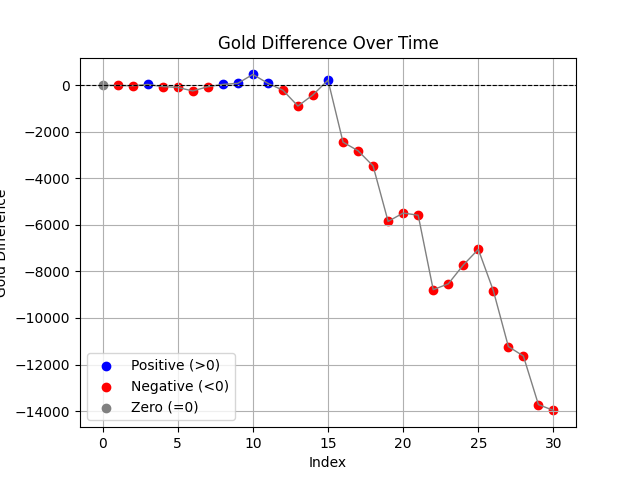 Gold Difference Over Time
Gold Difference
0
−2000
−4000
−6000
−8000
−10000
−12000
−14000
Positive (>0)
Negative (<0)
Zero (=0)
0 5 10 15 20 25 30
Index